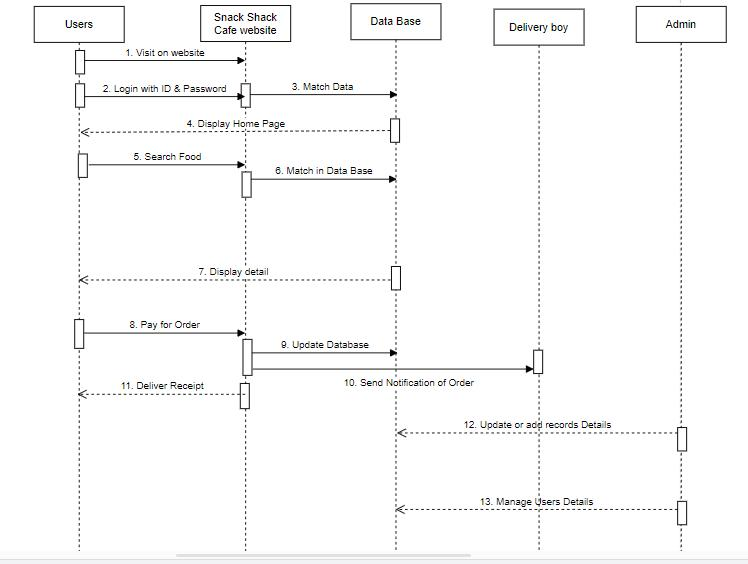 Users
Snack Shack
Cafe website
Data Base
Delivery boy
Admin
1. Visit on website
2. Login with ID & Password
3. Match Data
4. Display Home Page
5. Search Food
6. Match in Data Base
7. Display detail
8. Pay for Order
9. Update Database
10. Send Notification of Order
11. Deliver Receipt
12. Update or add records Details
13. Manage Users Details